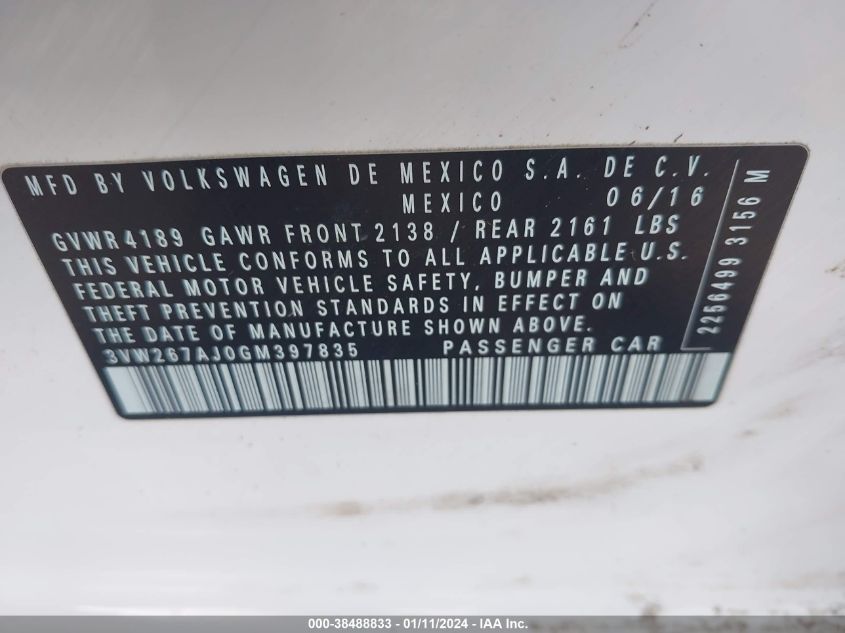 MFD BY VOLKSWAGEN DE MEXICO S.A. DE C.V.
MEXICO 06/16
GVWR 4189 GAWR FRONT 2138 / REAR 2161 LBS
THIS VEHICLE CONFORMS TO ALL APPLICABLE U.S.
FEDERAL MOTOR VEHICLE SAFETY, BUMPER AND
THEFT PREVENTION STANDARDS IN EFFECT ON
THE DATE OF MANUFACTURE SHOWN ABOVE.
3VW267AJ0GM397835 PASSENGER CAR
2256499 3156 M
000-38488833 - 01/11/2024 - IAA Inc.